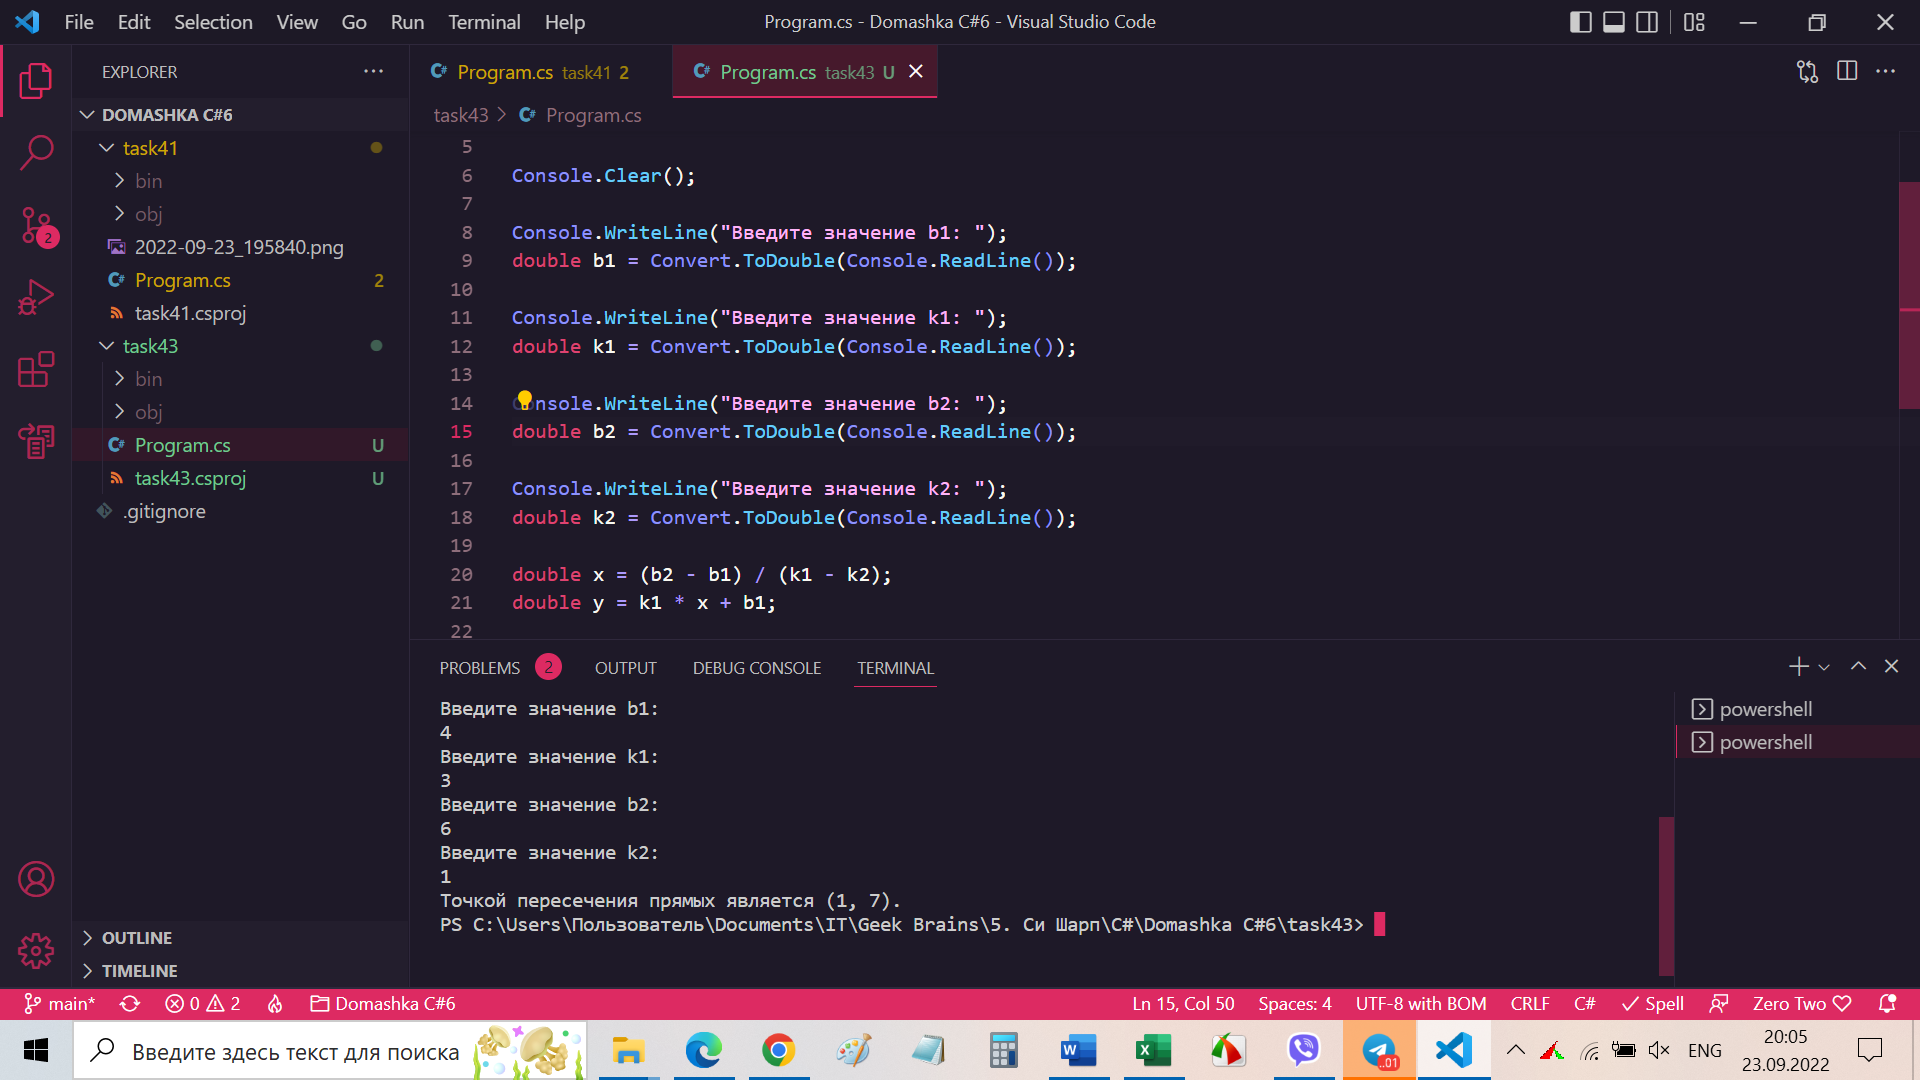 File Edit Selection View Go Run Terminal Help
Program.cs - Domashka C#6 - Visual Studio Code
EXPLORER
DOMASHKA C#6
task41
bin
obj
2022-09-23_195840.png
Program.cs 2
task41.csproj
task43
bin
obj
Program.cs U
task43.csproj U
.gitignore
OUTLINE
TIMELINE
2
Program.cs task41 2
Program.cs task43 U
task43 > Program.cs
5
6 Console.Clear();
7
8 Console.WriteLine("Введите значение b1: ");
9 double b1 = Convert.ToDouble(Console.ReadLine());
10
11 Console.WriteLine("Введите значение k1: ");
12 double k1 = Convert.ToDouble(Console.ReadLine());
13
14 Console.WriteLine("Введите значение b2: ");
15 double b2 = Convert.ToDouble(Console.ReadLine());
16
17 Console.WriteLine("Введите значение k2: ");
18 double k2 = Convert.ToDouble(Console.ReadLine());
19
20 double x = (b2 - b1) / (k1 - k2);
21 double y = k1 * x + b1;
22
PROBLEMS 2 OUTPUT DEBUG CONSOLE TERMINAL
Введите значение b1:
4
Введите значение k1:
3
Введите значение b2:
6
Введите значение k2:
1
Точкой пересечения прямых является (1, 7).
PS C:\Users\Пользователь\Documents\IT\Geek Brains\5. Си Шарп\C#\Domashka C#6\task43>
powershell
powershell
main* 0 2 Domashka C#6
Ln 15, Col 50 Spaces: 4 UTF-8 with BOM CRLF C# Spell Zero Two
Введите здесь текст для поиска
..01
ENG
20:05
23.09.2022